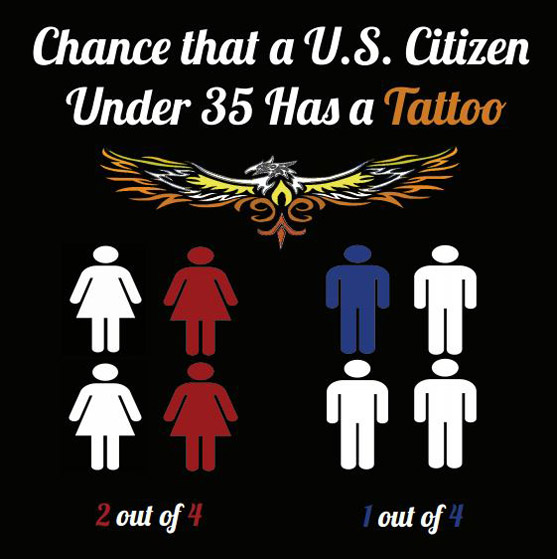 Chance that a U.S. Citizen
Under 35 Has a Tattoo
2 out of 4
1 out of 4